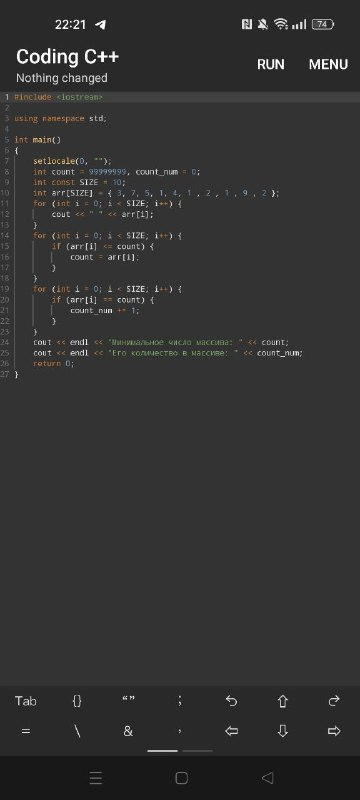 22:21
74
Coding C++
Nothing changed
RUN MENU
1 #include <iostream>
2
3 using namespace std;
4
5 int main()
6 {
7 setlocale(0, "");
8 int count = 99999999, count_num = 0;
9 int const SIZE = 10;
10 int arr[SIZE] = { 3, 7, 5, 1, 4, 1 , 2 , 1 , 9 , 2 };
11 for (int i = 0; i < SIZE; i++) {
12 cout << " " << arr[i];
13 }
14 for (int i = 0; i < SIZE; i++) {
15 if (arr[i] <= count) {
16 count = arr[i];
17 }
18 }
19 for (int i = 0; i < SIZE; i++) {
20 if (arr[i] == count) {
21 count_num += 1;
22 }
23 }
24 cout << endl << "Минимальное число массива: " << count;
25 cout << endl << "Его количество в массиве: " << count_num;
26 return 0;
27 }
Tab {} “” ;
= \ & ,